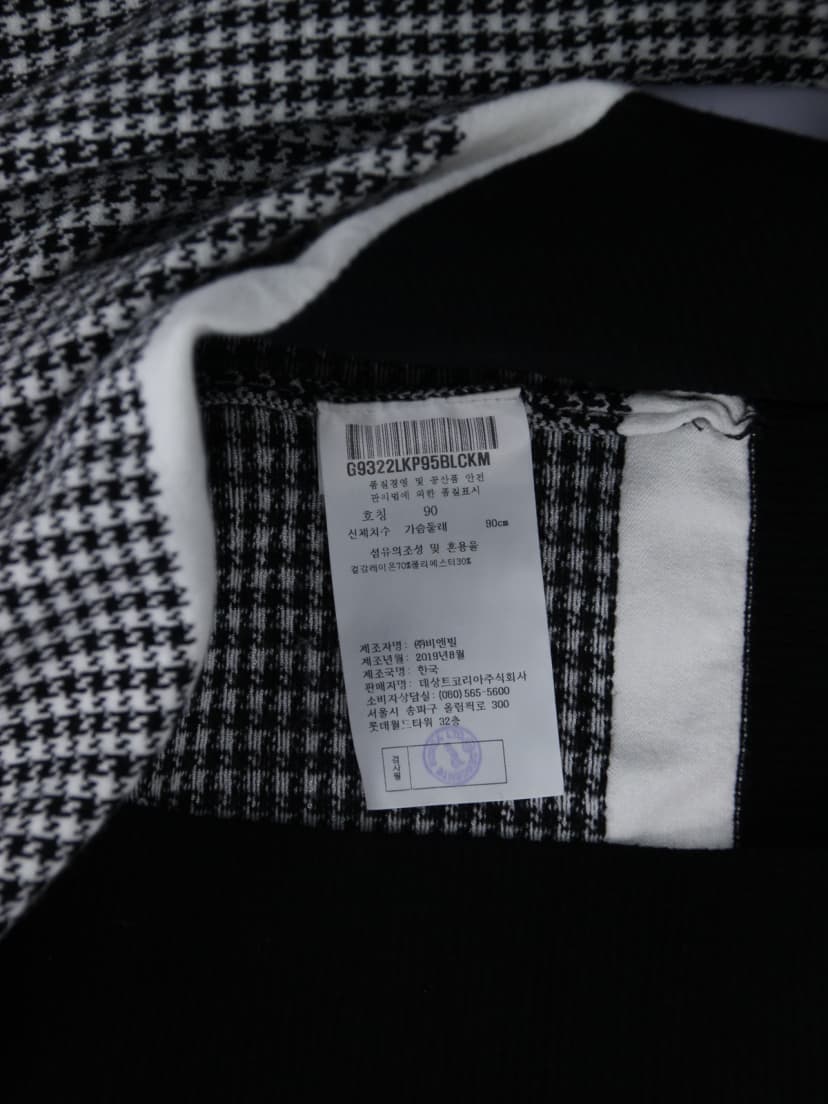 G9322LKP95BLCKM
품질경영 및 공산품 안전
관리법에 의한 품질표시
호칭 90
신체치수 가슴둘레 90cm
섬유의조성 및 혼용율
겉감레이온70%폴리에스터30%
제조자명: ㈜비엔빌
제조년월: 2019년8월
제조국명: 한국
판매자명: 데상트코리아주식회사
소비자상담실: (080)565-5600
서울시 송파구 올림픽로 300
롯데월드타워 32층
검사필